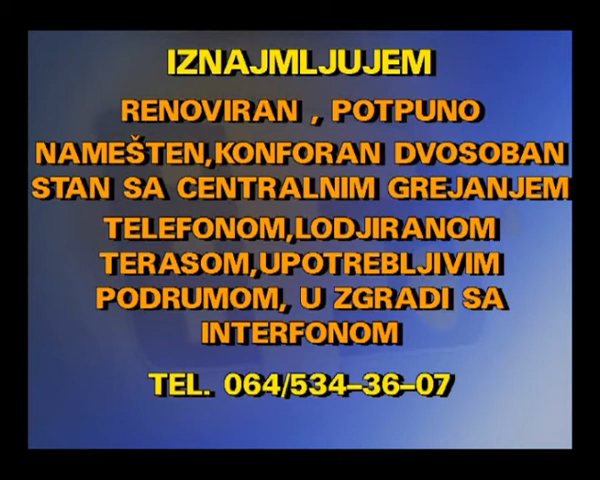 IZNAJMLJUJEM
RENOVIRAN , POTPUNO
NAMEŠTEN,KONFORAN DVOSOBAN
STAN SA CENTRALNIM GREJANJEM
TELEFONOM,LODJIRANOM
TERASOM,UPOTREBLJIVIM
PODRUMOM, U ZGRADI SA
INTERFONOM
TEL. 064/534-36-07